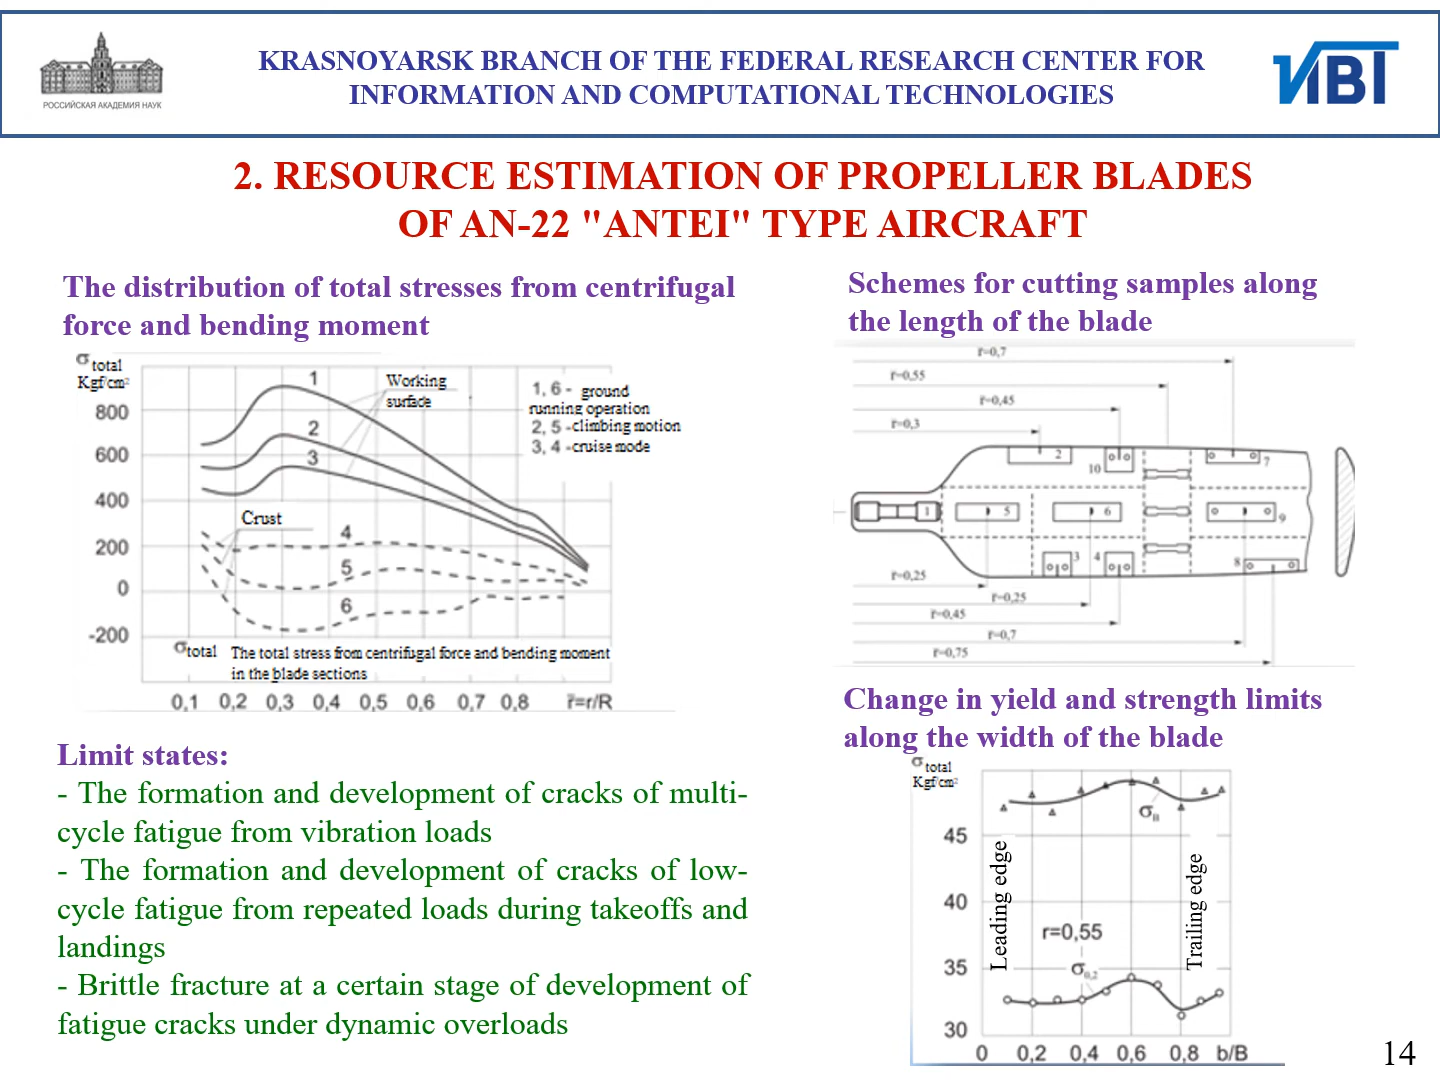 РОССИЙСКАЯ АКАДЕМИЯ НАУК
KRASNOYARSK BRANCH OF THE FEDERAL RESEARCH CENTER FOR
INFORMATION AND COMPUTATIONAL TECHNOLOGIES
ИВТ
2. RESOURCE ESTIMATION OF PROPELLER BLADES
OF AN-22 "ANTEI" TYPE AIRCRAFT
The distribution of total stresses from centrifugal
force and bending moment
σ total
Kgf/cm²
800
600
400
200
0
-200
1
2
3
4
5
6
Working
surface
Crust
1, 6 - ground
running operation
2, 5 -climbing motion
3, 4 -cruise mode
σtotal The total stress from centrifugal force and bending moment
in the blade sections
0,1 0,2 0,3 0,4 0,5 0,6 0,7 0,8 r̅=r/R
Limit states:
- The formation and development of cracks of multi-
cycle fatigue from vibration loads
- The formation and development of cracks of low-
cycle fatigue from repeated loads during takeoffs and
landings
- Brittle fracture at a certain stage of development of
fatigue cracks under dynamic overloads
Schemes for cutting samples along
the length of the blade
r̅=0,7
r̅=0,55
r̅=0,45
r̅=0,3
2
10
7
1
5
6
9
3
4
8
r̅=0,25
r̅=0,25
r̅=0,45
r̅=0,7
r̅=0,75
Change in yield and strength limits
along the width of the blade
σ total
Kgf/cm²
45
40
35
30
σB
r=0,55
σ0,2
Leading edge
Trailing edge
0 0,2 0,4 0,6 0,8 b/B
14